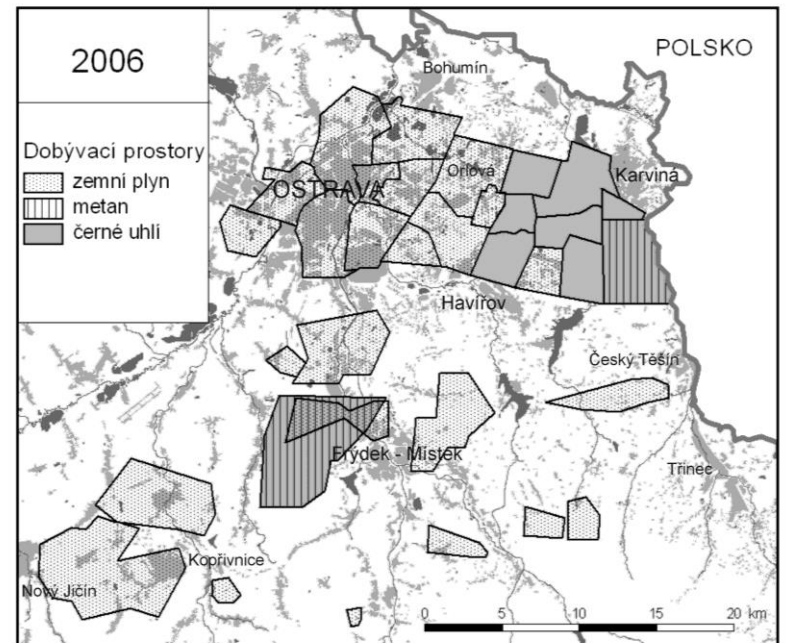 2006
POLSKO
Bohumín
Dobývací prostory
zemní plyn
metan
černé uhlí
Orlová
Karviná
OSTRAVA
Havířov
Český Těšín
Frýdek - Místek
Třinec
Kopřivnice
Nový Jičín
0 5 10 15 20 km